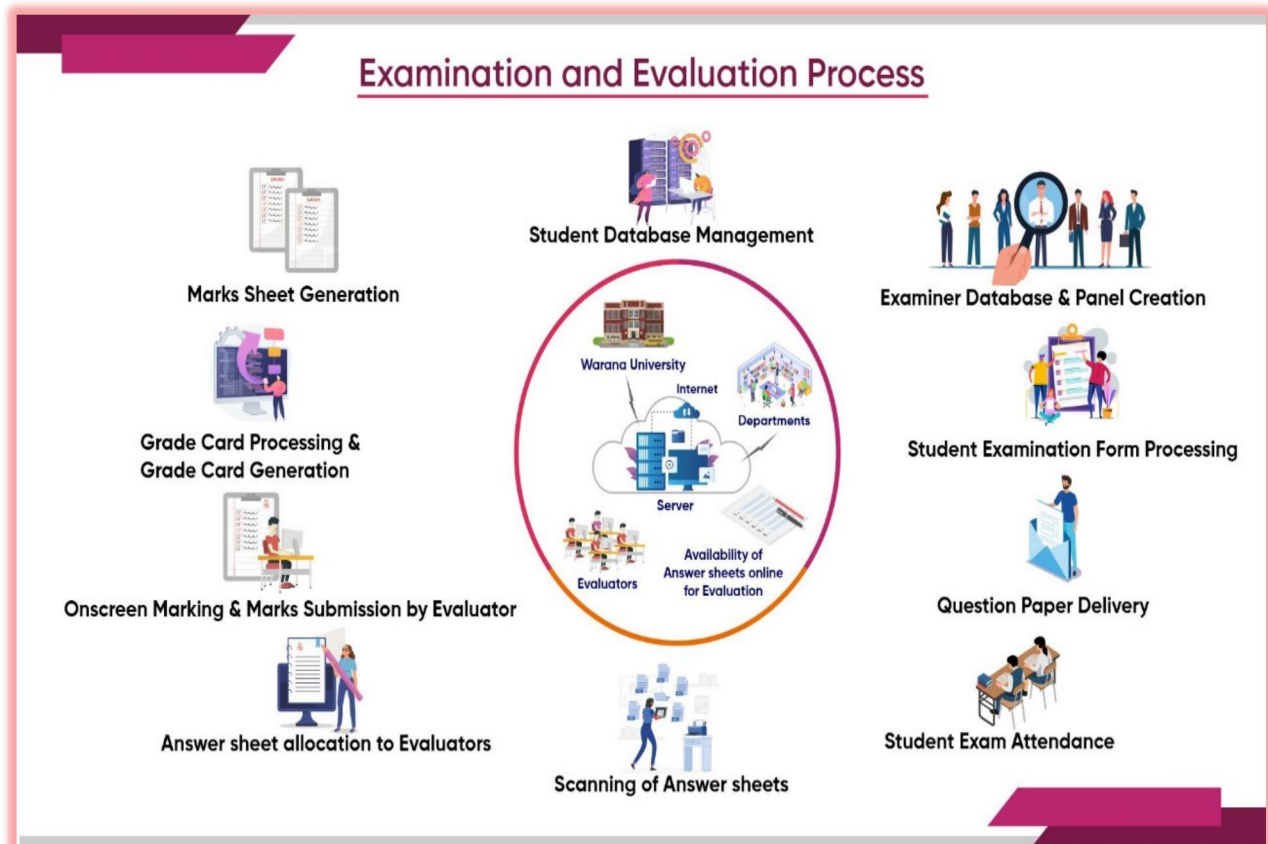 Examination and Evaluation Process
Student Database Management
Examiner Database & Panel Creation
Student Examination Form Processing
Question Paper Delivery
Student Exam Attendance
Scanning of Answer sheets
Answer sheet allocation to Evaluators
Onscreen Marking & Marks Submission by Evaluator
Grade Card Processing &
Grade Card Generation
Marks Sheet Generation
Warana University
Internet
Departments
Server
Evaluators
Availability of
Answer sheets online
for Evaluation